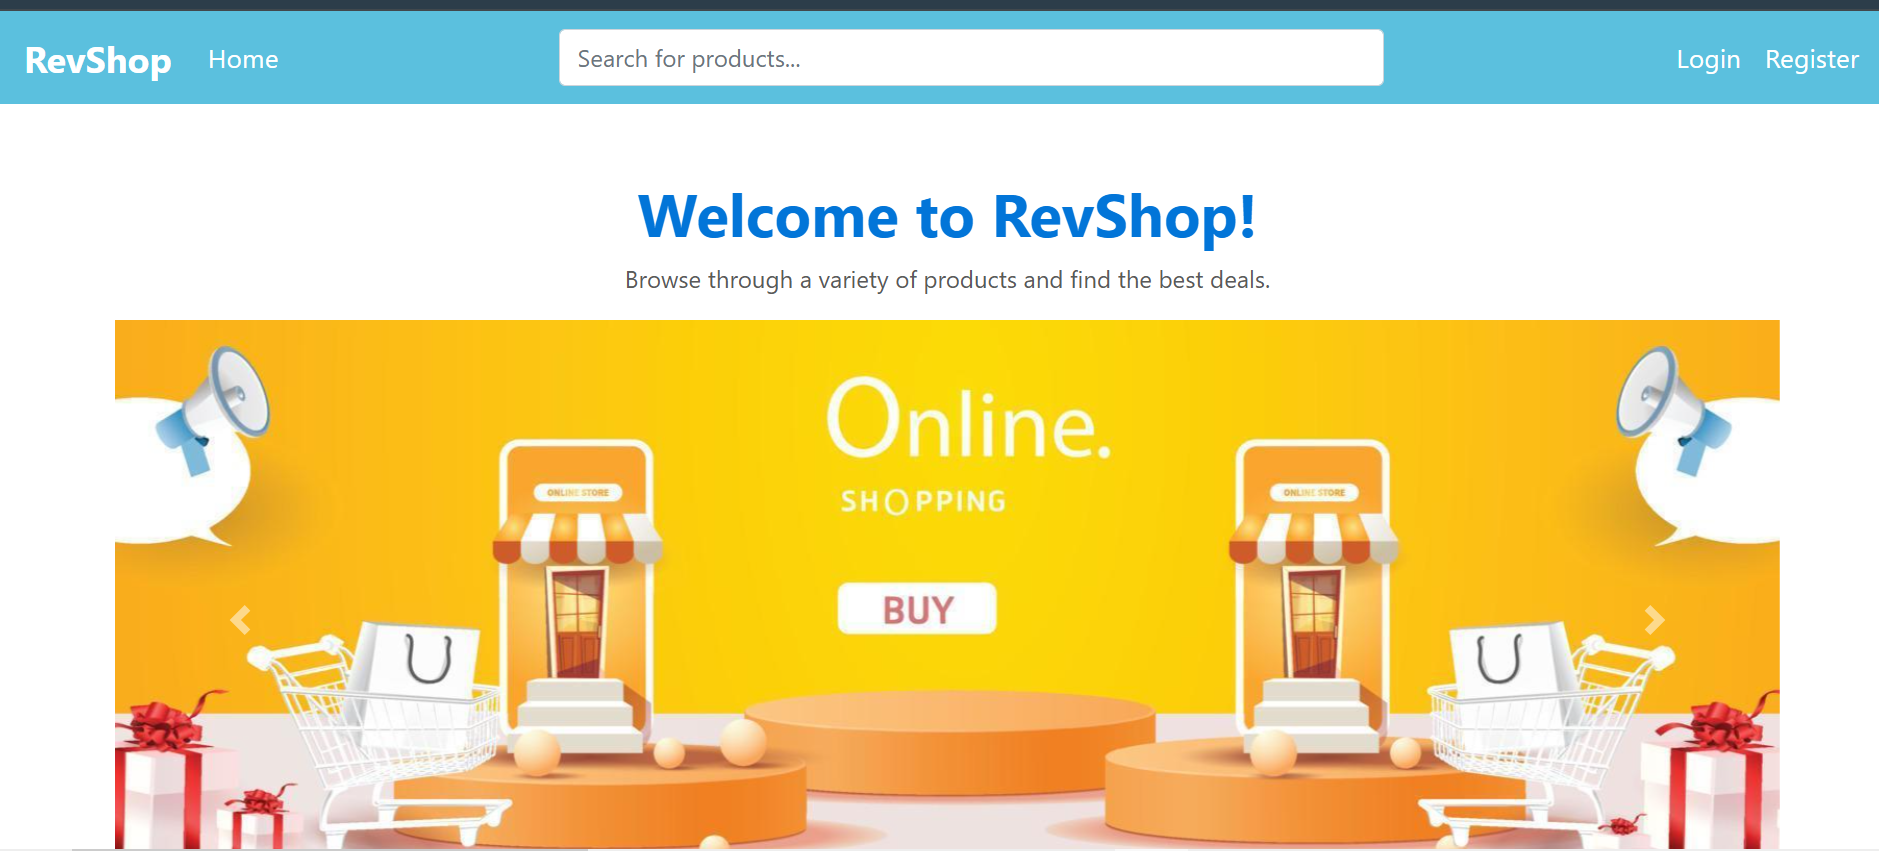 RevShop Home Search for products... Login Register
Welcome to RevShop!
Browse through a variety of products and find the best deals.
Online.
SHOPPING
ONLINE STORE
ONLINE STORE
BUY